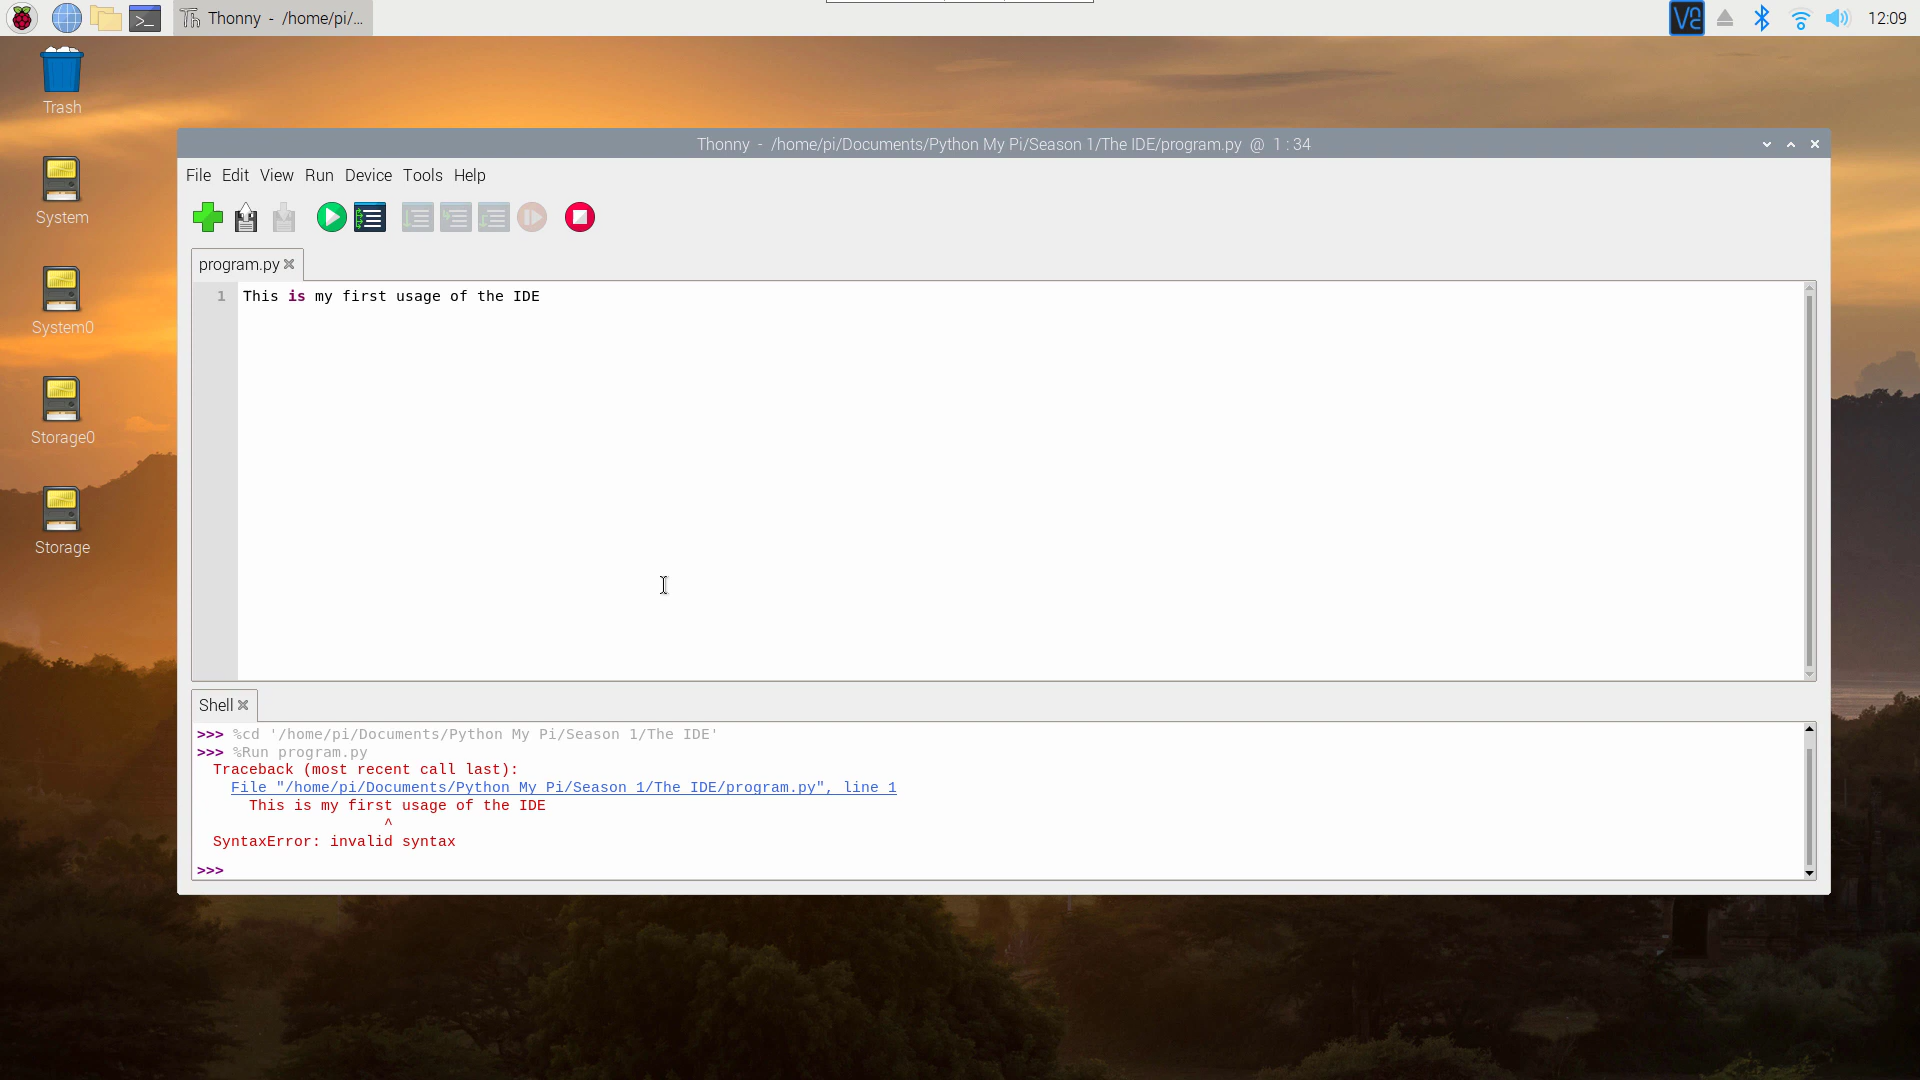 Thonny - /home/pi/...
12:09
Trash
System
System0
Storage0
Storage
Thonny - /home/pi/Documents/Python My Pi/Season 1/The IDE/program.py @ 1 : 34
File Edit View Run Device Tools Help
program.py
1 This is my first usage of the IDE
Shell
>>> %cd '/home/pi/Documents/Python My Pi/Season 1/The IDE'
>>> %Run program.py
Traceback (most recent call last):
File "/home/pi/Documents/Python My Pi/Season 1/The IDE/program.py", line 1
This is my first usage of the IDE
^
SyntaxError: invalid syntax
>>>